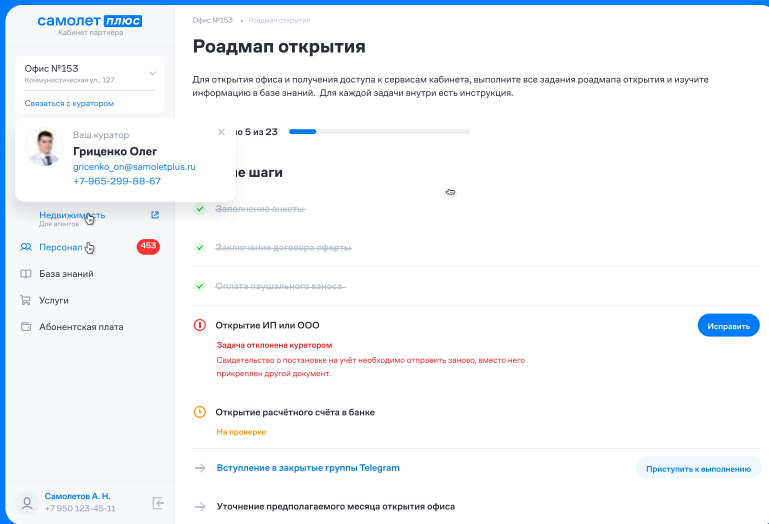 самолет плюс
Кабинет партнёра
Офис №153
Коммунистическая ул., 127
Связаться с куратором
Ваш куратор
Гриценко Олег
gricenko_on@samoletplus.ru
+7-965-299-88-67
Недвижимость
Для агентов
Персонал
453
База знаний
Услуги
Абонентская плата
Самолетов А. Н.
+7 950 123-45-11
Офис №153 • Роадмап открытия
Роадмап открытия
Для открытия офиса и получения доступа к сервисам кабинета, выполните все задания роадмапа открытия и изучите
информацию в базе знаний. Для каждой задачи внутри есть инструкция.
но 5 из 23
ие шаги
Заполнение анкеты
Заключение договора оферты
Оплата паушального взноса
Открытие ИП или ООО
Исправить
Задача отклонена куратором
Свидетельство о постановке на учёт необходимо отправить заново, вместо него
прикреплен другой документ.
Открытие расчётного счёта в банке
На проверке
Вступление в закрытые группы Telegram
Приступить к выполнению
Уточнение предполагаемого месяца открытия офиса